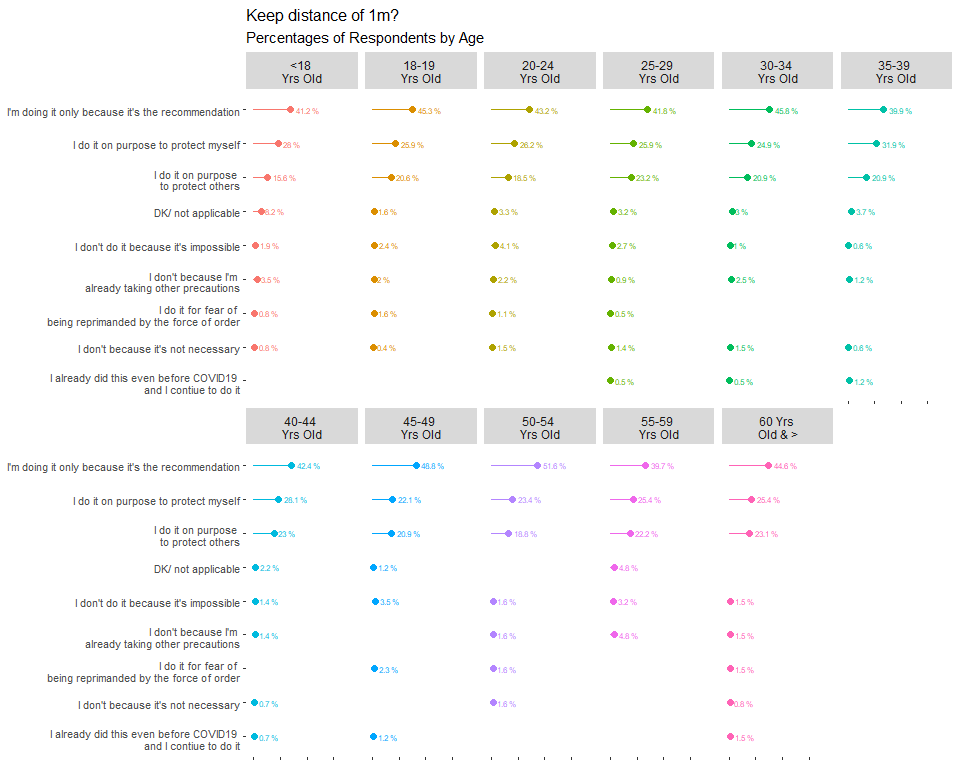 Keep distance of 1m?
Percentages of Respondents by Age
<18
Yrs Old
18-19
Yrs Old
20-24
Yrs Old
25-29
Yrs Old
30-34
Yrs Old
35-39
Yrs Old
I'm doing it only because it's the recommendation
41.2 %
45.3 %
43.2 %
41.8 %
45.8 %
39.9 %
I do it on purpose to protect myself
28 %
25.9 %
26.2 %
25.9 %
24.9 %
31.9 %
I do it on purpose
to protect others
15.6 %
20.6 %
18.5 %
23.2 %
20.9 %
20.9 %
DK/ not applicable
6.2 %
1.6 %
3.3 %
3.2 %
3 %
3.7 %
I don't do it because it's impossible
1.9 %
2.4 %
4.1 %
2.7 %
1 %
0.6 %
I don't because I'm
already taking other precautions
3.5 %
2 %
2.2 %
0.9 %
2.5 %
1.2 %
I do it for fear of
being reprimanded by the force of order
0.8 %
1.6 %
1.1 %
0.5 %
I don't because it's not necessary
0.8 %
0.4 %
1.5 %
1.4 %
1.5 %
0.6 %
I already did this even before COVID19
and I contiue to do it
0.5 %
0.5 %
1.2 %
40-44
Yrs Old
45-49
Yrs Old
50-54
Yrs Old
55-59
Yrs Old
60 Yrs
Old & >
I'm doing it only because it's the recommendation
42.4 %
48.8 %
51.6 %
39.7 %
44.6 %
I do it on purpose to protect myself
28.1 %
22.1 %
23.4 %
25.4 %
25.4 %
I do it on purpose
to protect others
23 %
20.9 %
18.8 %
22.2 %
23.1 %
DK/ not applicable
2.2 %
1.2 %
4.8 %
I don't do it because it's impossible
1.4 %
3.5 %
1.6 %
3.2 %
1.5 %
I don't because I'm
already taking other precautions
1.4 %
1.6 %
4.8 %
1.5 %
I do it for fear of
being reprimanded by the force of order
2.3 %
1.6 %
1.5 %
I don't because it's not necessary
0.7 %
1.6 %
0.8 %
I already did this even before COVID19
and I contiue to do it
0.7 %
1.2 %
1.5 %